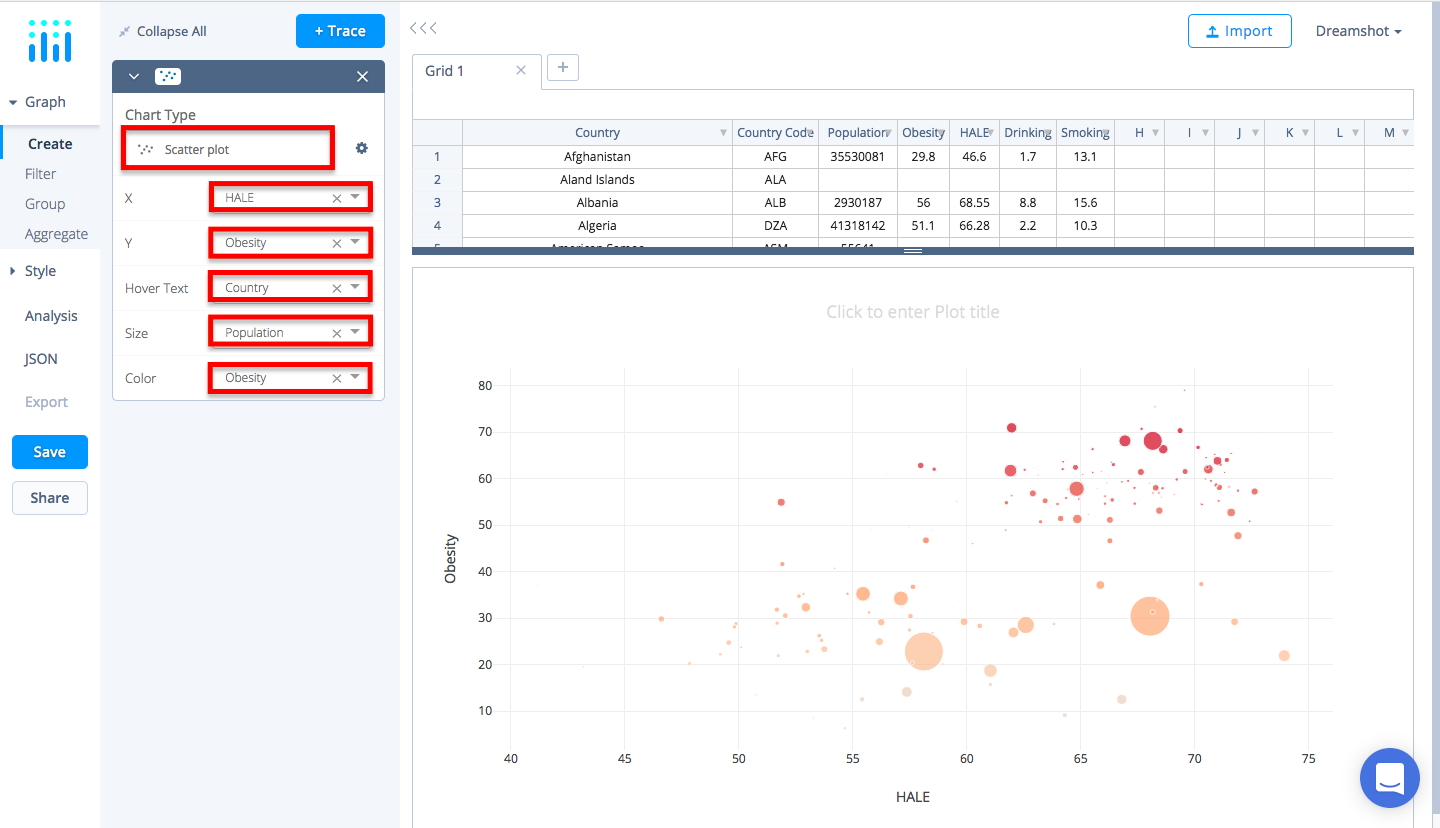 Collapse All
+ Trace
Import
Dreamshot
Grid 1
+
Graph
Create
Filter
Group
Aggregate
Style
Analysis
JSON
Export
Save
Share
Chart Type
Scatter plot
X HALE
Y Obesity
Hover Text Country
Size Population
Color Obesity
Country Country Code Population Obesity HALE Drinking Smoking H I J K L M
1 Afghanistan AFG 35530081 29.8 46.6 1.7 13.1
2 Aland Islands ALA
3 Albania ALB 2930187 56 68.55 8.8 15.6
4 Algeria DZA 41318142 51.1 66.28 2.2 10.3
5 American Samoa ASM 55641
Click to enter Plot title
80
70
60
50
40
30
20
10
Obesity
40 45 50 55 60 65 70 75
HALE